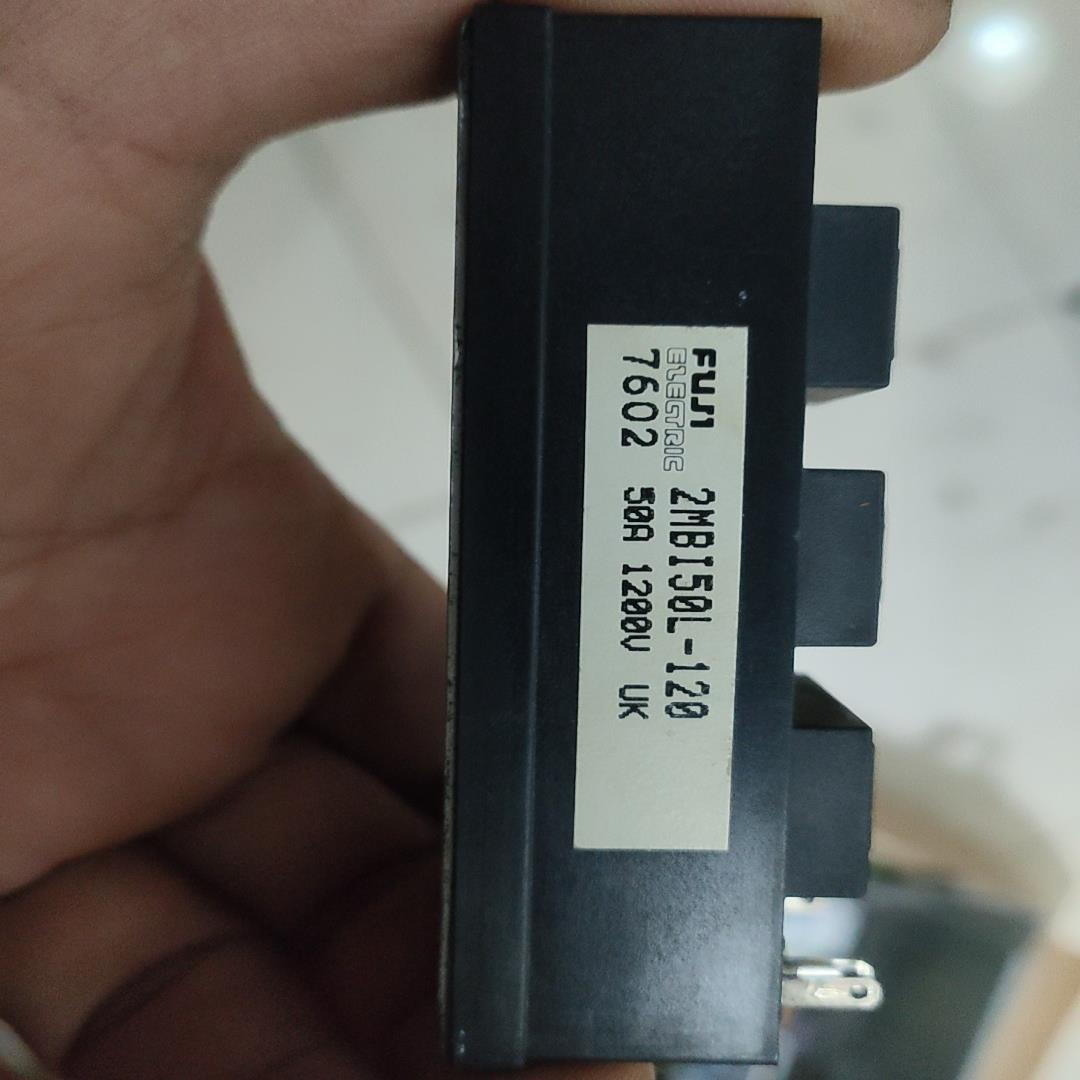 FUJI
ELECTRIC
2MBI50L-120
7602 50A 1200V UK